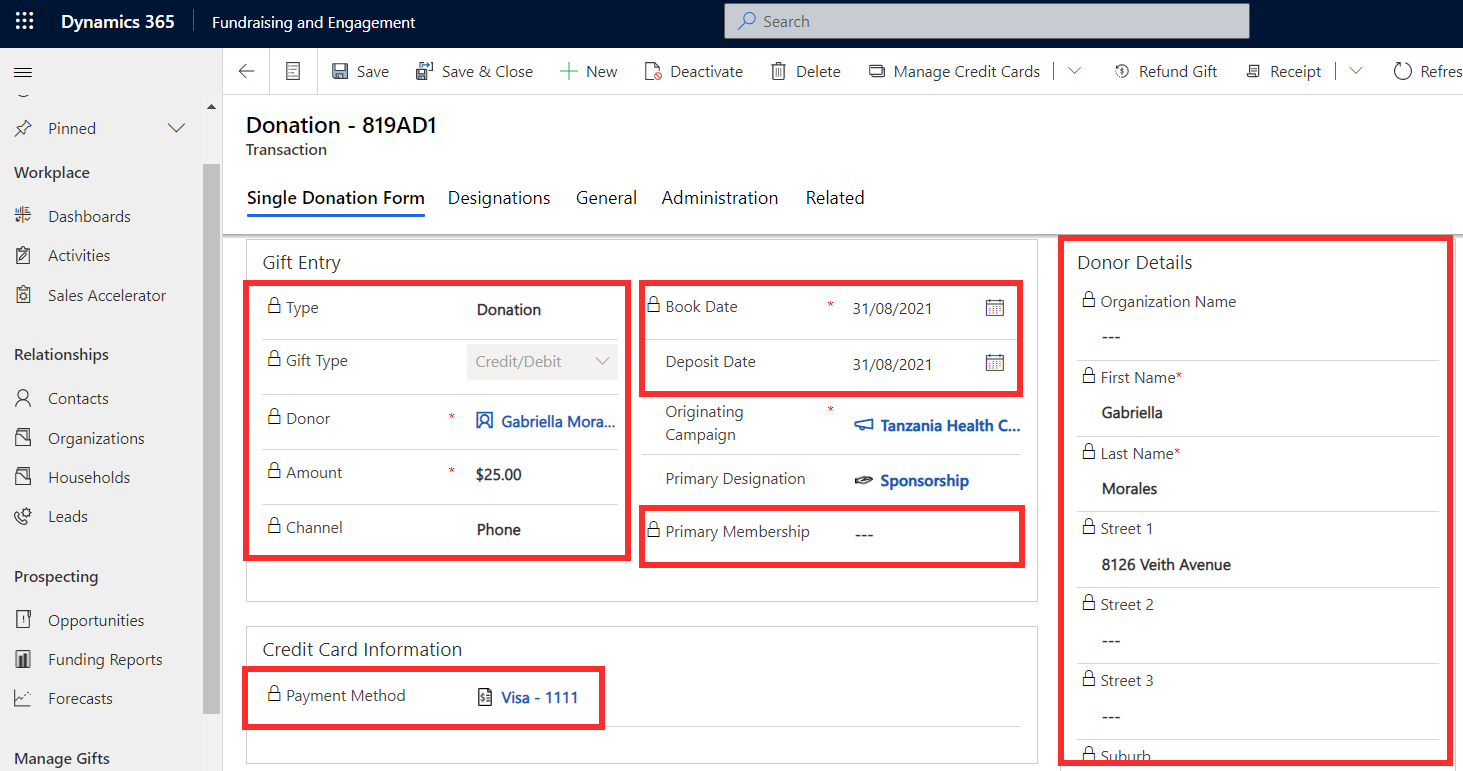 Dynamics 365
Fundraising and Engagement
Search
Save
Save & Close
New
Deactivate
Delete
Manage Credit Cards
Refund Gift
Receipt
Refres
Pinned
Workplace
Dashboards
Activities
Sales Accelerator
Relationships
Contacts
Organizations
Households
Leads
Prospecting
Opportunities
Funding Reports
Forecasts
Manage Gifts
Donation - 819AD1
Transaction
Single Donation Form
Designations
General
Administration
Related
Gift Entry
Type
Donation
Gift Type
Credit/Debit
Donor *
Gabriella Mora...
Amount *
$25.00
Channel
Phone
Book Date *
31/08/2021
Deposit Date
31/08/2021
Originating
Campaign *
Tanzania Health C...
Primary Designation
Sponsorship
Primary Membership
---
Credit Card Information
Payment Method
Visa - 1111
Donor Details
Organization Name
---
First Name*
Gabriella
Last Name*
Morales
Street 1
8126 Veith Avenue
Street 2
---
Street 3
---
Suburb